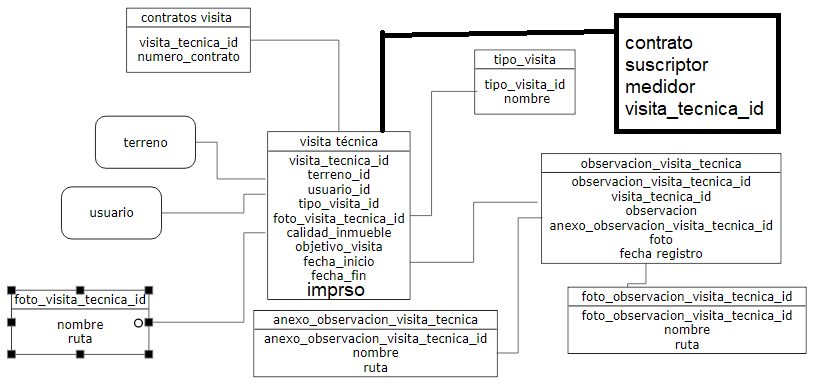 contratos visita
visita_tecnica_id
numero_contrato
contrato
suscriptor
medidor
visita_tecnica_id
tipo_visita
tipo_visita_id
nombre
terreno
usuario
visita técnica
visita_tecnica_id
terreno_id
usuario_id
tipo_visita_id
foto_visita_tecnica_id
calidad_inmueble
objetivo_visita
fecha_inicio
fecha_fin
imprso
observacion_visita_tecnica
observacion_visita_tecnica_id
visita_tecnica_id
observacion
anexo_observacion_visita_tecnica_id
foto
fecha registro
foto_visita_tecnica_id
nombre
ruta
anexo_observacion_visita_tecnica
anexo_observacion_visita_tecnica_id
nombre
ruta
foto_observacion_visita_tecnica_id
foto_observacion_visita_tecnica_id
nombre
ruta